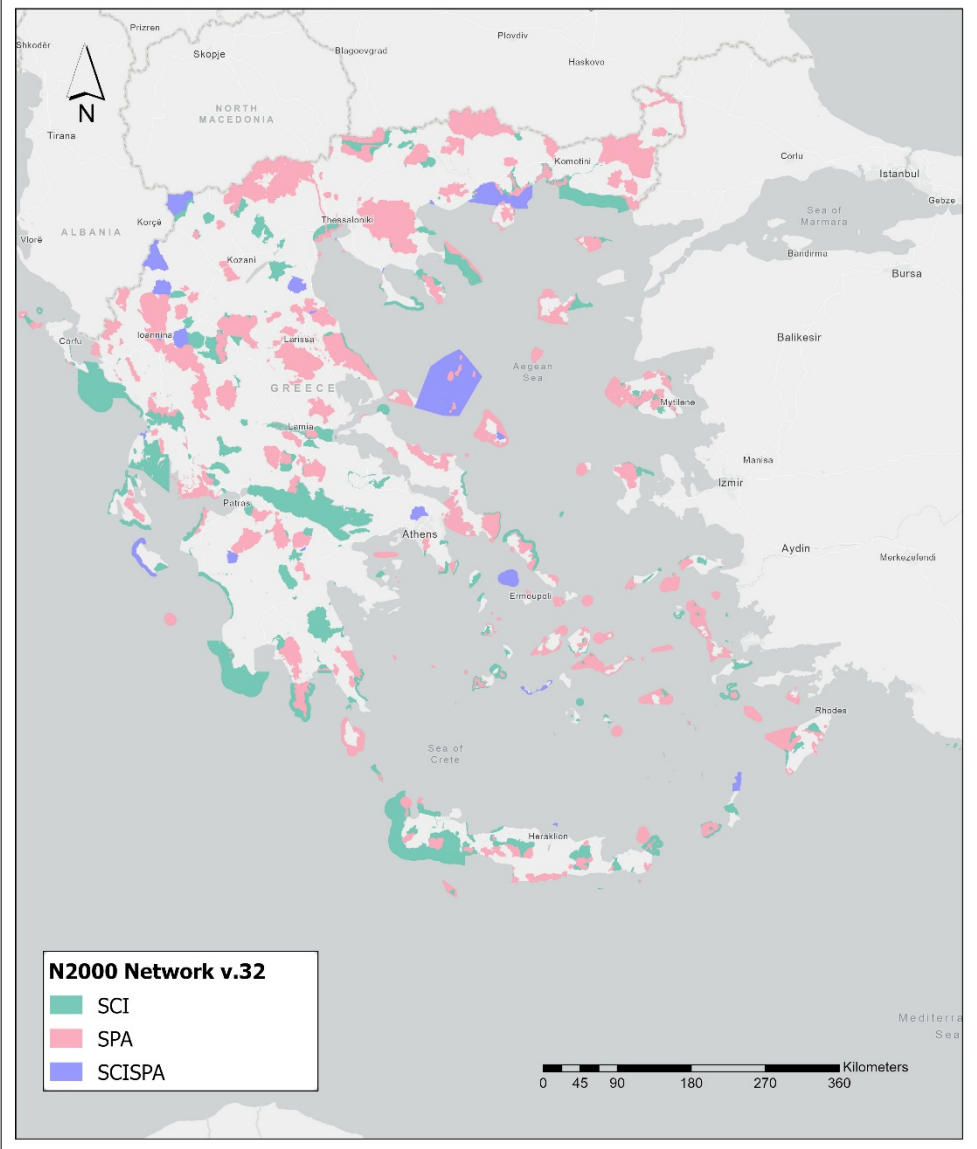 Prizren
Plovdiv
Shkodër
Skopje
Blagoevgrad
Haskovo
N
NORTH
MACEDONIA
Tirana
Komotini
Corlu
Istanbul
Gebze
Korçë
Thessaloniki
Sea of
Marmara
Vlorë
ALBANIA
Kozani
Bandirma
Bursa
Corfu
Ioannina
Larissa
Balikesir
GREECE
Aegean
Sea
Mytilene
Lamia
Manisa
Izmir
Patras
Athens
Aydin
Merkezefendi
Ermoupoli
Rhodes
Sea of
Crete
Heraklion
N2000 Network v.32
SCI
SPA
SCISPA
Mediterra
Sea
Kilometers
0 45 90 180 270 360